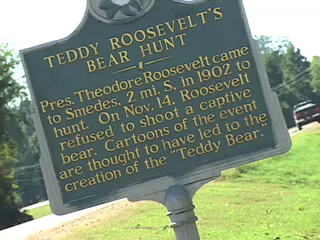 TEDDY ROOSEVELT'S
BEAR HUNT
Pres. Theodore Roosevelt came
to Smedes, 2 mi. S, in 1902 to
hunt. On Nov. 14, Roosevelt
refused to shoot a captive
bear. Cartoons of the event
are thought to have led to the
creation of the "Teddy Bear."